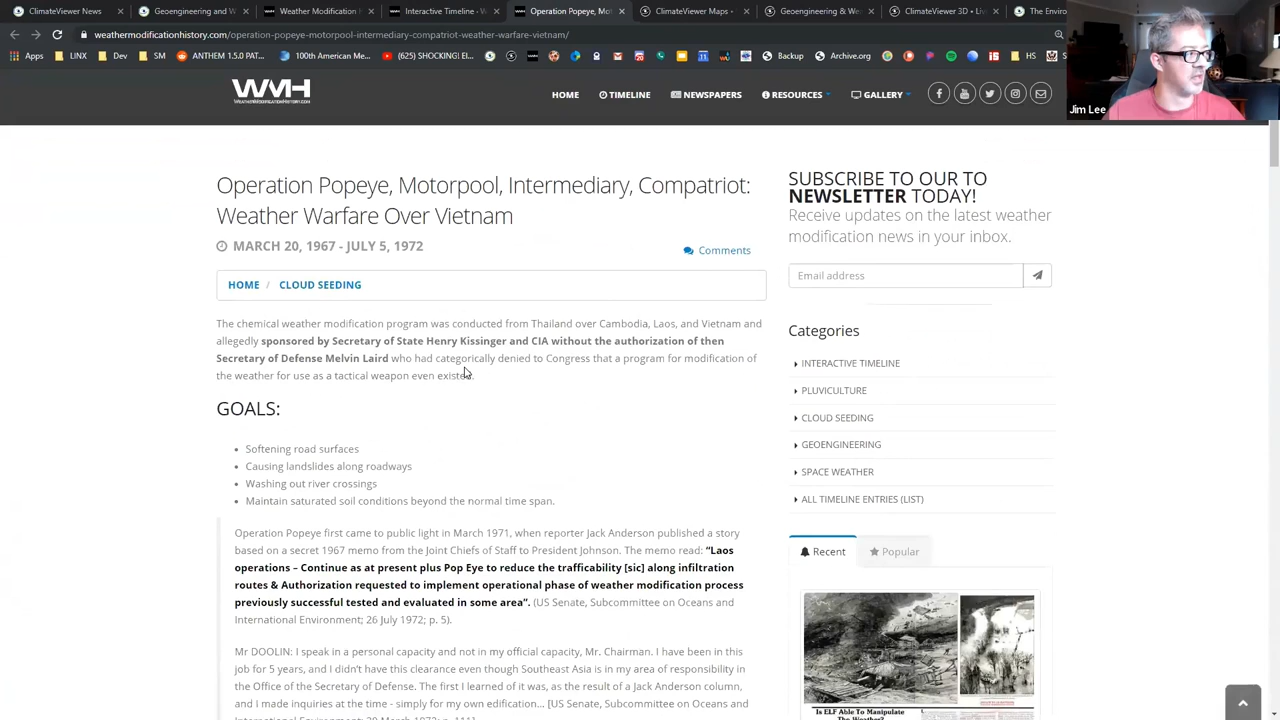 ClimateViewer News
Geoengineering and W
Interactive Timeline - W
Operation Popeye, Mot
ClimateViewer Maps •
Geoengineering & Wea
ClimateViewer 3D • Live
The Enviro
weathermodificationhistory.com/operation-popeye-motorpool-intermediary-compatriot-weather-warfare-vietnam/
Apps
LINX
Dev
SM
ANTHEM 1.5.0 PAT...
100th American Me...
(625) SHOCKING! F...
Backup
Archive.org
HS
WMH
WEATHERMODIFICATIONHISTORY.COM
HOME
TIMELINE
NEWSPAPERS
RESOURCES
GALLERY
Jim Lee
Operation Popeye, Motorpool, Intermediary, Compatriot:
Weather Warfare Over Vietnam
MARCH 20, 1967 - JULY 5, 1972
Comments
HOME / CLOUD SEEDING
The chemical weather modification program was conducted from Thailand over Cambodia, Laos, and Vietnam and
allegedly sponsored by Secretary of State Henry Kissinger and CIA without the authorization of then
Secretary of Defense Melvin Laird who had categorically denied to Congress that a program for modification of
the weather for use as a tactical weapon even existed.
GOALS:
Softening road surfaces
Causing landslides along roadways
Washing out river crossings
Maintain saturated soil conditions beyond the normal time span.
Operation Popeye first came to public light in March 1971, when reporter Jack Anderson published a story
based on a secret 1967 memo from the Joint Chiefs of Staff to President Johnson. The memo read: “Laos
operations – Continue as at present plus Pop Eye to reduce the trafficability [sic] along infiltration
routes & Authorization requested to implement operational phase of weather modification process
previously successful tested and evaluated in some area”. (US Senate, Subcommittee on Oceans and
International Environment; 26 July 1972; p. 5).
Mr DOOLIN: I speak in a personal capacity and not in my official capacity, Mr. Chairman. I have been in this
job for 5 years, and I didn't have this clearance even though Southeast Asia is in my area of responsibility in
the Office of the Secretary of Defense. The first I learned of it was, as the result of a Jack Anderson column,
and es at the time - simply for my own edification... [US Senate, Subcommittee on Oceans and
SUBSCRIBE TO OUR TO
NEWSLETTER TODAY!
Receive updates on the latest weather
modification news in your inbox.
Email address
Categories
INTERACTIVE TIMELINE
PLUVICULTURE
CLOUD SEEDING
GEOENGINEERING
SPACE WEATHER
ALL TIMELINE ENTRIES (LIST)
Recent
Popular
Is ELF Able To Manipulate
The Weather?